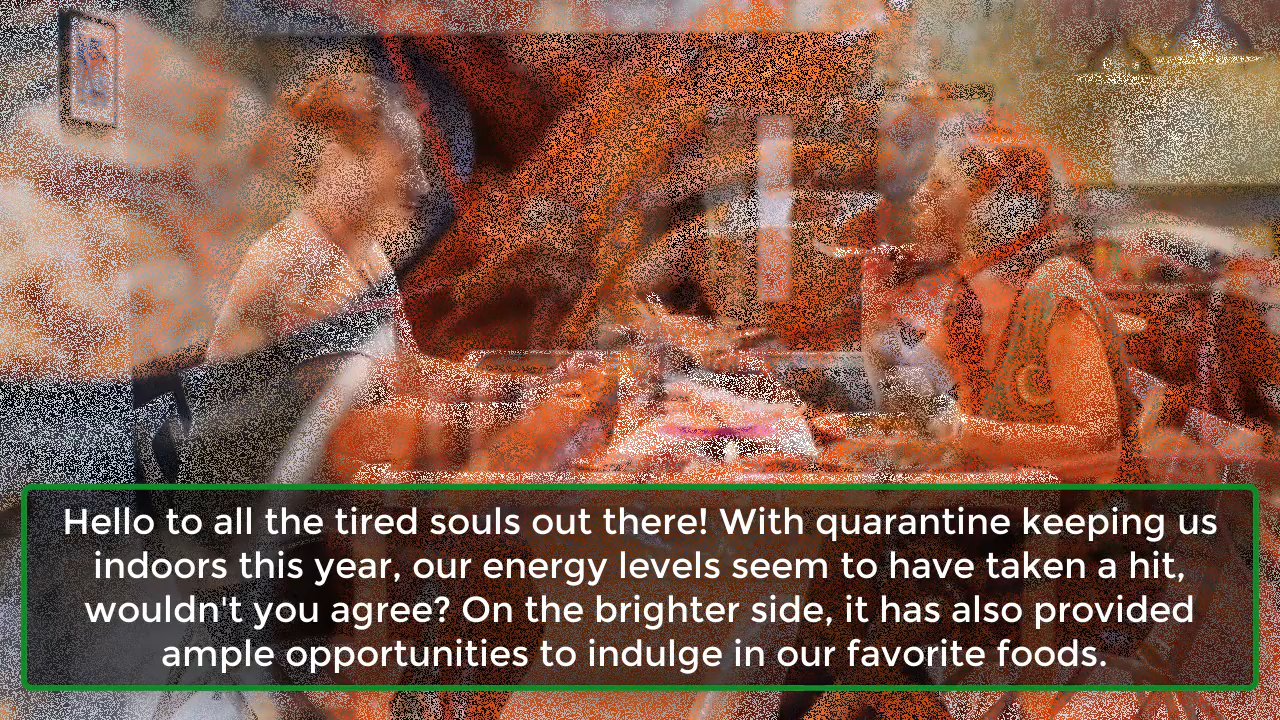 Hello to all the tired souls out there! With quarantine keeping us
indoors this year, our energy levels seem to have taken a hit,
wouldn't you agree? On the brighter side, it has also provided
ample opportunities to indulge in our favorite foods.